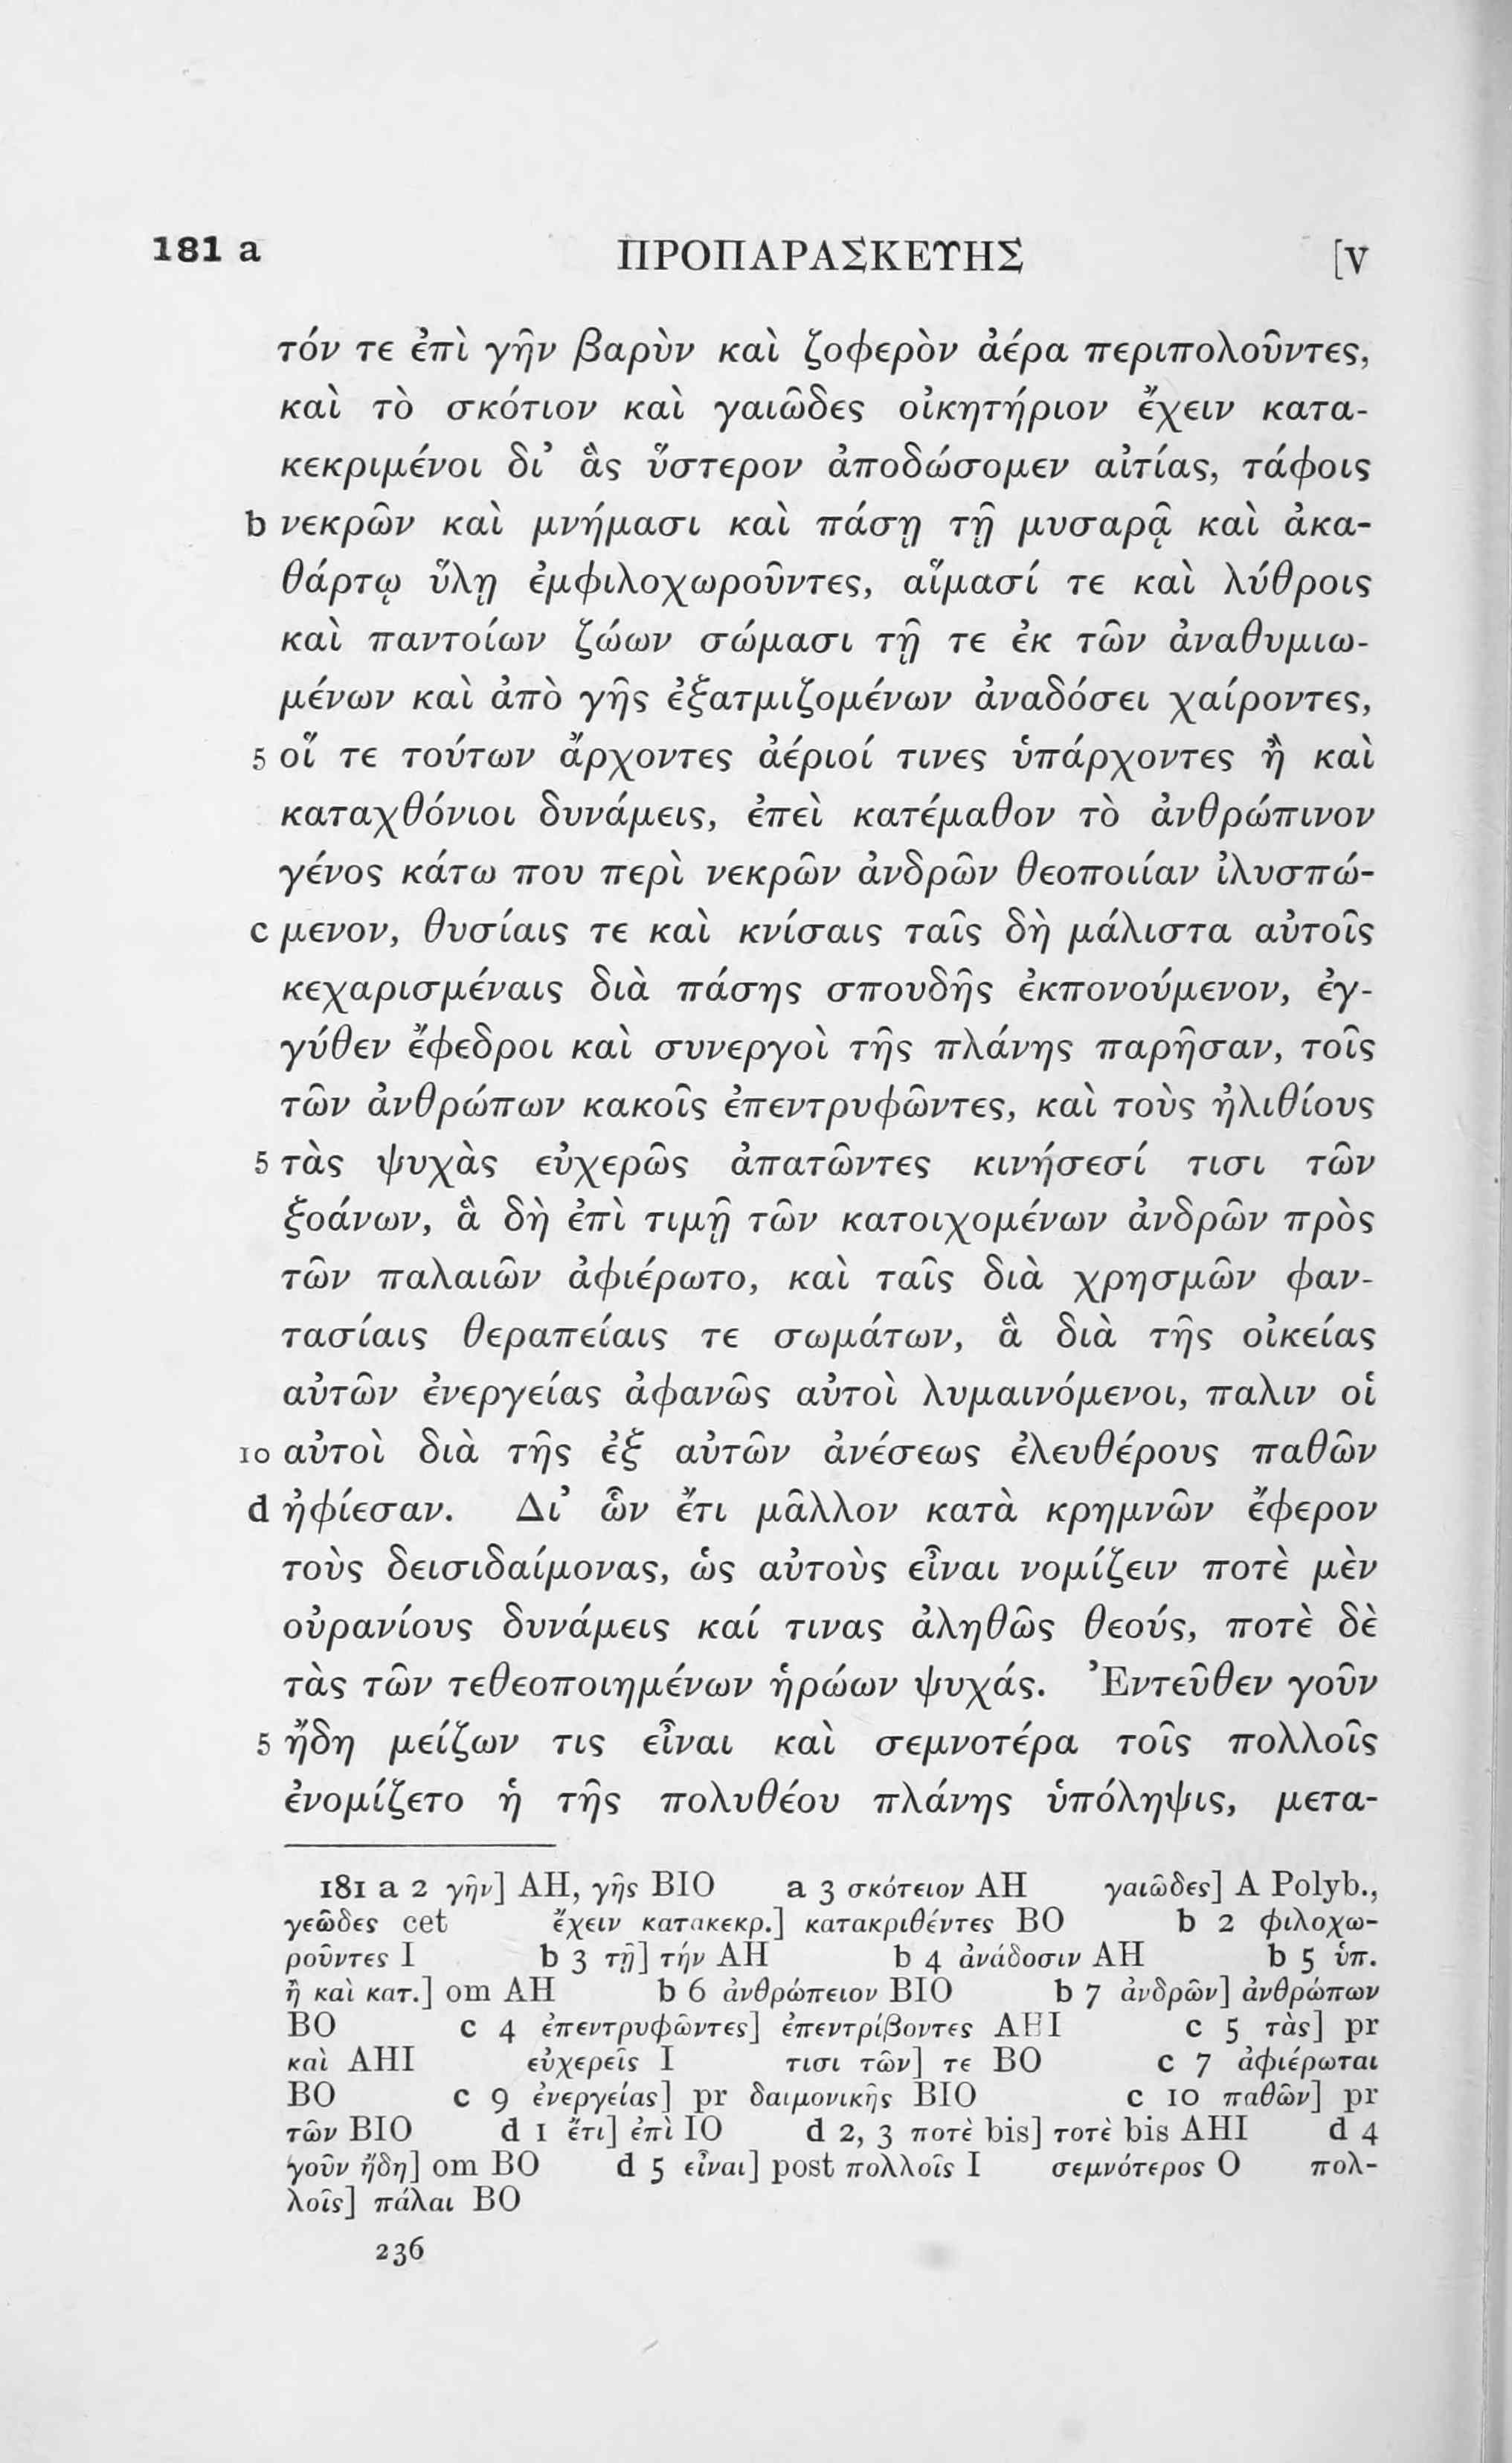 181 a ΠΡΟΠΑΡΑΣΚΕΥΗΣ [V
τόν τε ἐπὶ γῆν βαρὺν καὶ ζοφερὸν ἀέρα περιπολοῦντες,
καὶ τὸ σκότιον καὶ γαιῶδες οἰκητήριον ἔχειν κατα-
κεκριμένοι δι’ ἃς ὕστερον ἀποδώσομεν αἰτίας, τάφοις
b νεκρῶν καὶ μνήμασι καὶ πάσῃ τῇ μυσαρᾷ καὶ ἀκα-
θάρτῳ ὕλῃ ἐμφιλοχωροῦντες, αἵμασί τε καὶ λύθροις
καὶ παντοίων ζώων σώμασι τῇ τε ἐκ τῶν ἀναθυμιω-
μένων καὶ ἀπὸ γῆς ἐξατμιζομένων ἀναδόσει χαίροντες,
5 οἵ τε τούτων ἄρχοντες ἀέριοί τινες ὑπάρχοντες ἢ καὶ
καταχθόνιοι δυνάμεις, ἐπεὶ κατέμαθον τὸ ἀνθρώπινον
γένος κάτω που περὶ νεκρῶν ἀνδρῶν θεοποιίαν ἰλυσπώ-
c μενον, θυσίαις τε καὶ κνίσαις ταῖς δὴ μάλιστα αὐτοῖς
κεχαρισμέναις διὰ πάσης σπουδῆς ἐκπονούμενον, ἐγ-
γύθεν ἔφεδροι καὶ συνεργοὶ τῆς πλάνης παρῆσαν, τοῖς
τῶν ἀνθρώπων κακοῖς ἐπεντρυφῶντες, καὶ τοὺς ἠλιθίους
5 τὰς ψυχὰς εὐχερῶς ἀπατῶντες κινήσεσί τισι τῶν
ξοάνων, ἃ δὴ ἐπὶ τιμῇ τῶν κατοιχομένων ἀνδρῶν πρὸς
τῶν παλαιῶν ἀφιέρωτο, καὶ ταῖς διὰ χρησμῶν φαν-
τασίαις θεραπείαις τε σωμάτων, ἃ διὰ τῆς οἰκείας
αὐτῶν ἐνεργείας ἀφανῶς αὐτοὶ λυμαινόμενοι, παλιν οἱ
10 αὐτοὶ διὰ τῆς ἐξ αὐτῶν ἀνέσεως ἐλευθέρους παθῶν
d ἠφίεσαν. Δι’ ὧν ἔτι μᾶλλον κατὰ κρημνῶν ἔφερον
τοὺς δεισιδαίμονας, ὡς αὐτοὺς εἶναι νομίζειν ποτὲ μὲν
οὐρανίους δυνάμεις καί τινας ἀληθῶς θεούς, ποτὲ δὲ
τὰς τῶν τεθεοποιημένων ἡρώων ψυχάς. Ἐντεῦθεν γοῦν
5 ἤδη μείζων τις εἶναι καὶ σεμνοτέρα τοῖς πολλοῖς
ἐνομίζετο ἡ τῆς πολυθέου πλάνης ὑπόληψις, μετα-
181 a 2 γῆν] AH, γῆς BIO a 3 σκότειον AH γαιῶδες] A Polyb.,
γεῶδες cet ἔχειν κατακεκρ.] κατακριθέντες BO b 2 φιλοχω-
ροῦντες I b 3 τῇ] τήν AH b 4 ἀνάδοσιν AH b 5 ὑπ.
ἢ καὶ κατ.] om AH b 6 ἀνθρώπειον BIO b 7 ἀνδρῶν] ἀνθρώπων
BO c 4 ἐπεντρυφῶντες] ἐπεντρίβοντες AHI c 5 τὰς] pr
καὶ AHI εὐχερεῖς I τισι τῶν] τε BO c 7 ἀφιέρωται
BO c 9 ἐνεργείας] pr δαιμονικῆς BIO c 10 παθῶν] pr
τῶν BIO d 1 ἔτι] ἐπὶ IO d 2, 3 ποτὲ bis] τοτὲ bis AHI d 4
γοῦν ἤδη] om BO d 5 εἶναι] post πολλοῖς I σεμνότερος O πολ-
λοῖς] πάλαι BO
236